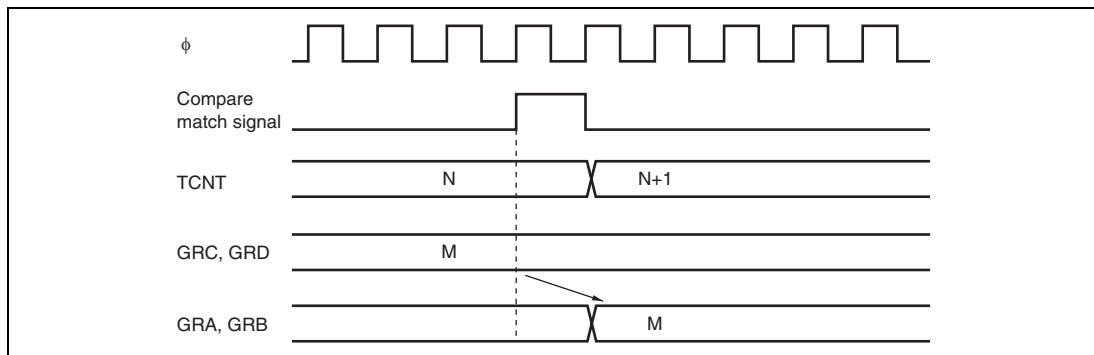 ϕ
Compare
match signal
TCNT
N
N+1
GRC, GRD
M
GRA, GRB
M